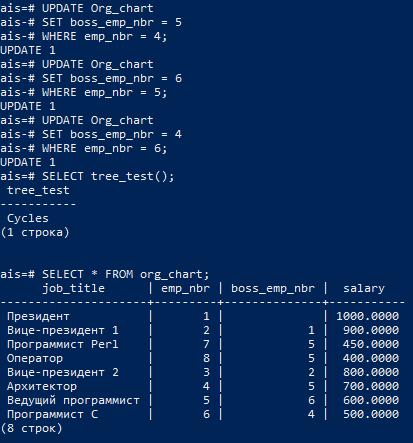 ais=# UPDATE Org_chart
ais-# SET boss_emp_nbr = 5
ais-# WHERE emp_nbr = 4;
UPDATE 1
ais=# UPDATE Org_chart
ais-# SET boss_emp_nbr = 6
ais-# WHERE emp_nbr = 5;
UPDATE 1
ais=# UPDATE Org_chart
ais-# SET boss_emp_nbr = 4
ais-# WHERE emp_nbr = 6;
UPDATE 1
ais=# SELECT tree_test();
 tree_test
-----------
 Cycles
(1 строка)
ais=# SELECT * FROM org_chart;
      job_title      | emp_nbr | boss_emp_nbr |  salary
---------------------+---------+--------------+-----------
 Президент           |       1 |              | 1000.0000
 Вице-президент 1    |       2 |            1 |  900.0000
 Программист Perl    |       7 |            5 |  450.0000
 Оператор            |       8 |            5 |  400.0000
 Вице-президент 2    |       3 |            2 |  800.0000
 Архитектор          |       4 |            5 |  700.0000
 Ведущий программист |       5 |            6 |  600.0000
 Программист C       |       6 |            4 |  500.0000
(8 строк)